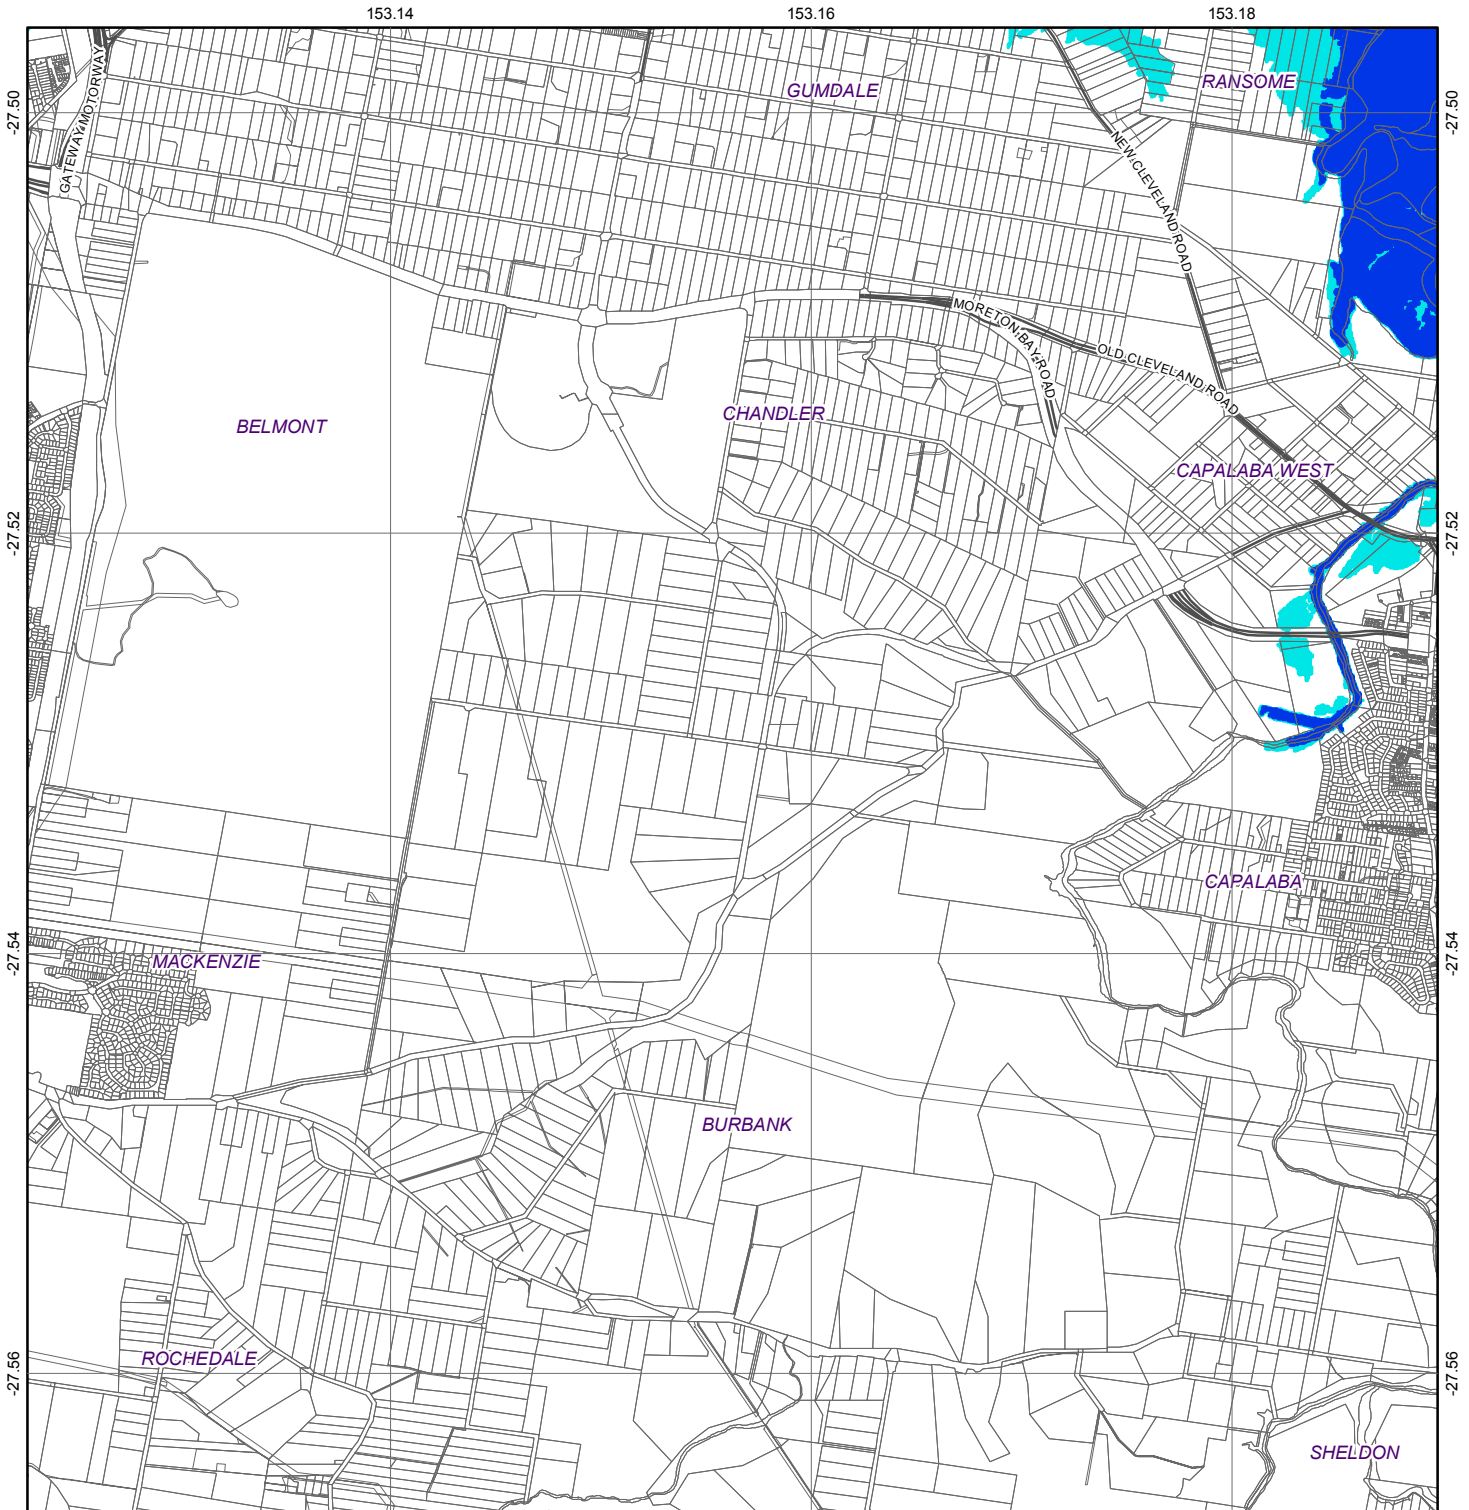 153.14
153.16
153.18
-27.50
-27.50
GATEWAY MOTORWAY
GUMDALE
RANSOME
NEW CLEVELAND ROAD
MORETON BAY ROAD
OLD CLEVELAND ROAD
BELMONT
CHANDLER
CAPALABA WEST
-27.52
-27.52
CAPALABA
-27.54
-27.54
MACKENZIE
BURBANK
ROCHEDALE
-27.56
-27.56
SHELDON